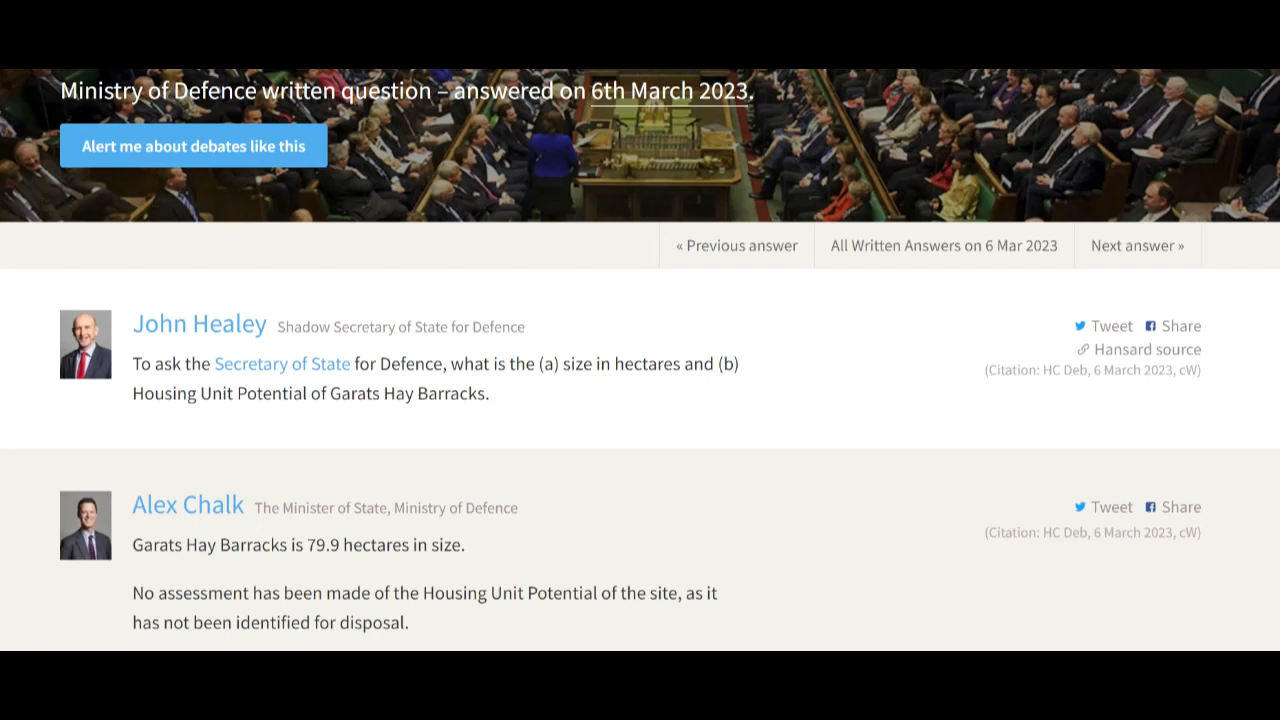 Ministry of Defence written question – answered on 6th March 2023.
Alert me about debates like this
« Previous answer
All Written Answers on 6 Mar 2023
Next answer »
John Healey Shadow Secretary of State for Defence
To ask the Secretary of State for Defence, what is the (a) size in hectares and (b)
Housing Unit Potential of Garats Hay Barracks.
Tweet Share
Hansard source
(Citation: HC Deb, 6 March 2023, cW)
Alex Chalk The Minister of State, Ministry of Defence
Garats Hay Barracks is 79.9 hectares in size.
No assessment has been made of the Housing Unit Potential of the site, as it
has not been identified for disposal.
Tweet Share
(Citation: HC Deb, 6 March 2023, cW)